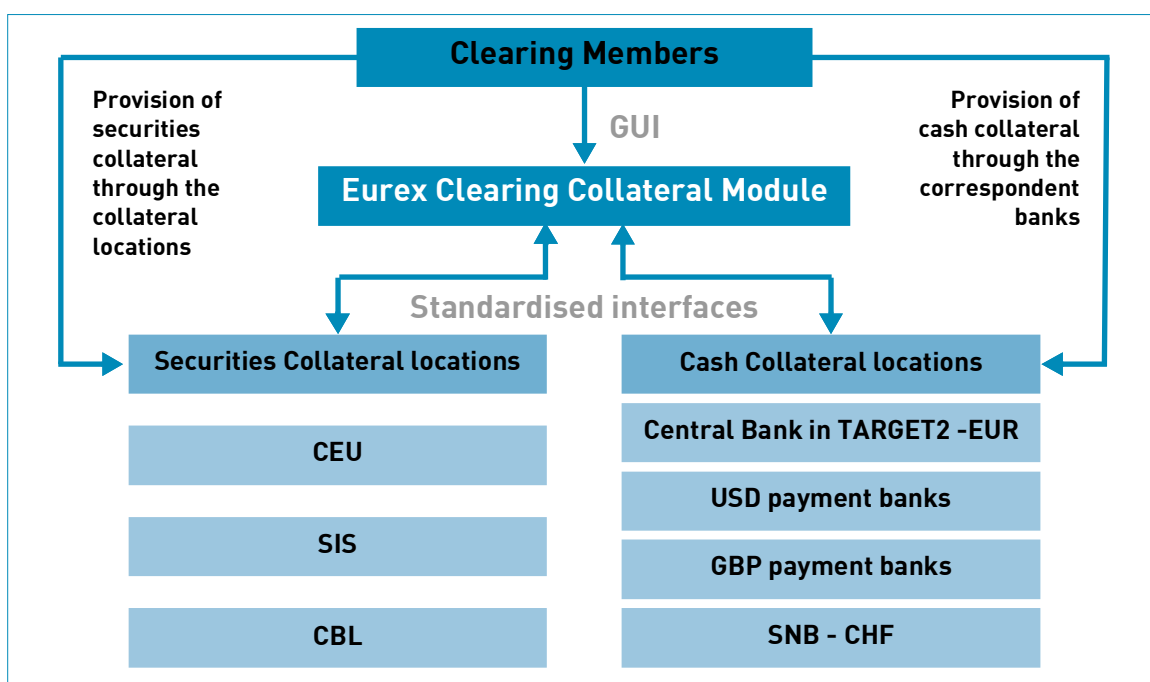 Clearing Members
Provision of
securities
collateral
through the
collateral
locations
GUI
Provision of
cash collateral
through the
correspondent
banks
Eurex Clearing Collateral Module
Standardised interfaces
Securities Collateral locations
CEU
SIS
CBL
Cash Collateral locations
Central Bank in TARGET2 -EUR
USD payment banks
GBP payment banks
SNB - CHF